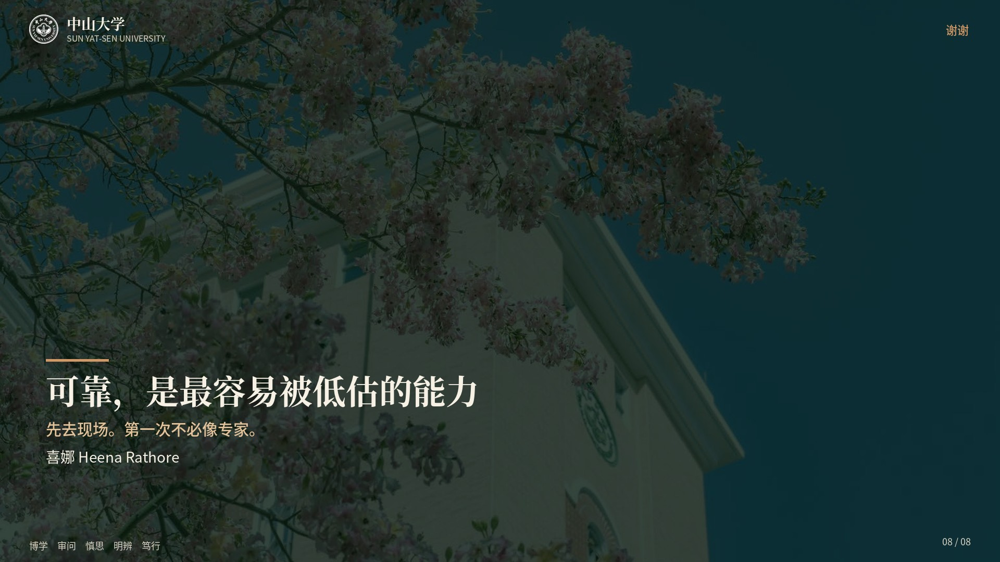 中山大学
SUN YAT-SEN UNIVERSITY
谢谢
可靠，是最容易被低估的能力
先去现场。第一次不必像专家。
喜娜 Heena Rathore
博学 审问 慎思 明辨 笃行
08 / 08